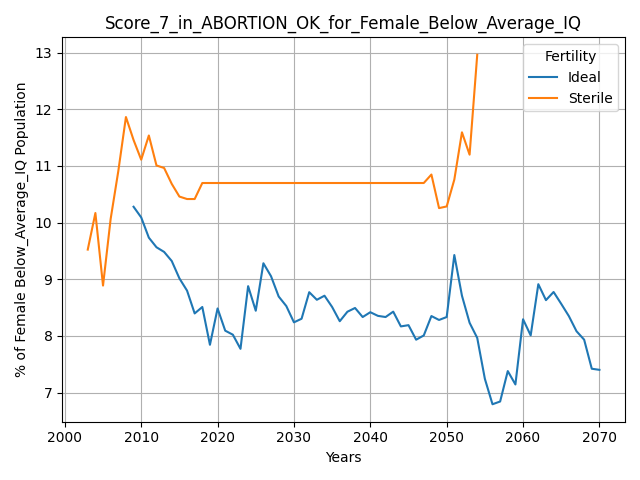 Score_7_in_ABORTION_OK_for_Female_Below_Average_IQ
% of Female Below_Average_IQ Population
13
12
11
10
9
8
7
Fertility
Ideal
Sterile
2000 2010 2020 2030 2040 2050 2060 2070
Years